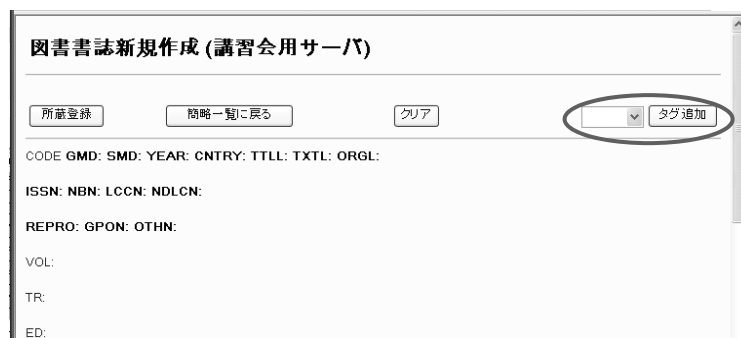 図書書誌新規作成 (講習会用サーバ)
所蔵登録 簡略一覧に戻る クリア タグ追加
CODE GMD: SMD: YEAR: CNTRY: TTLL: TXTL: ORGL:
ISSN: NBN: LCCN: NDLCN:
REPRO: GPON: OTHN:
VOL:
TR:
ED: